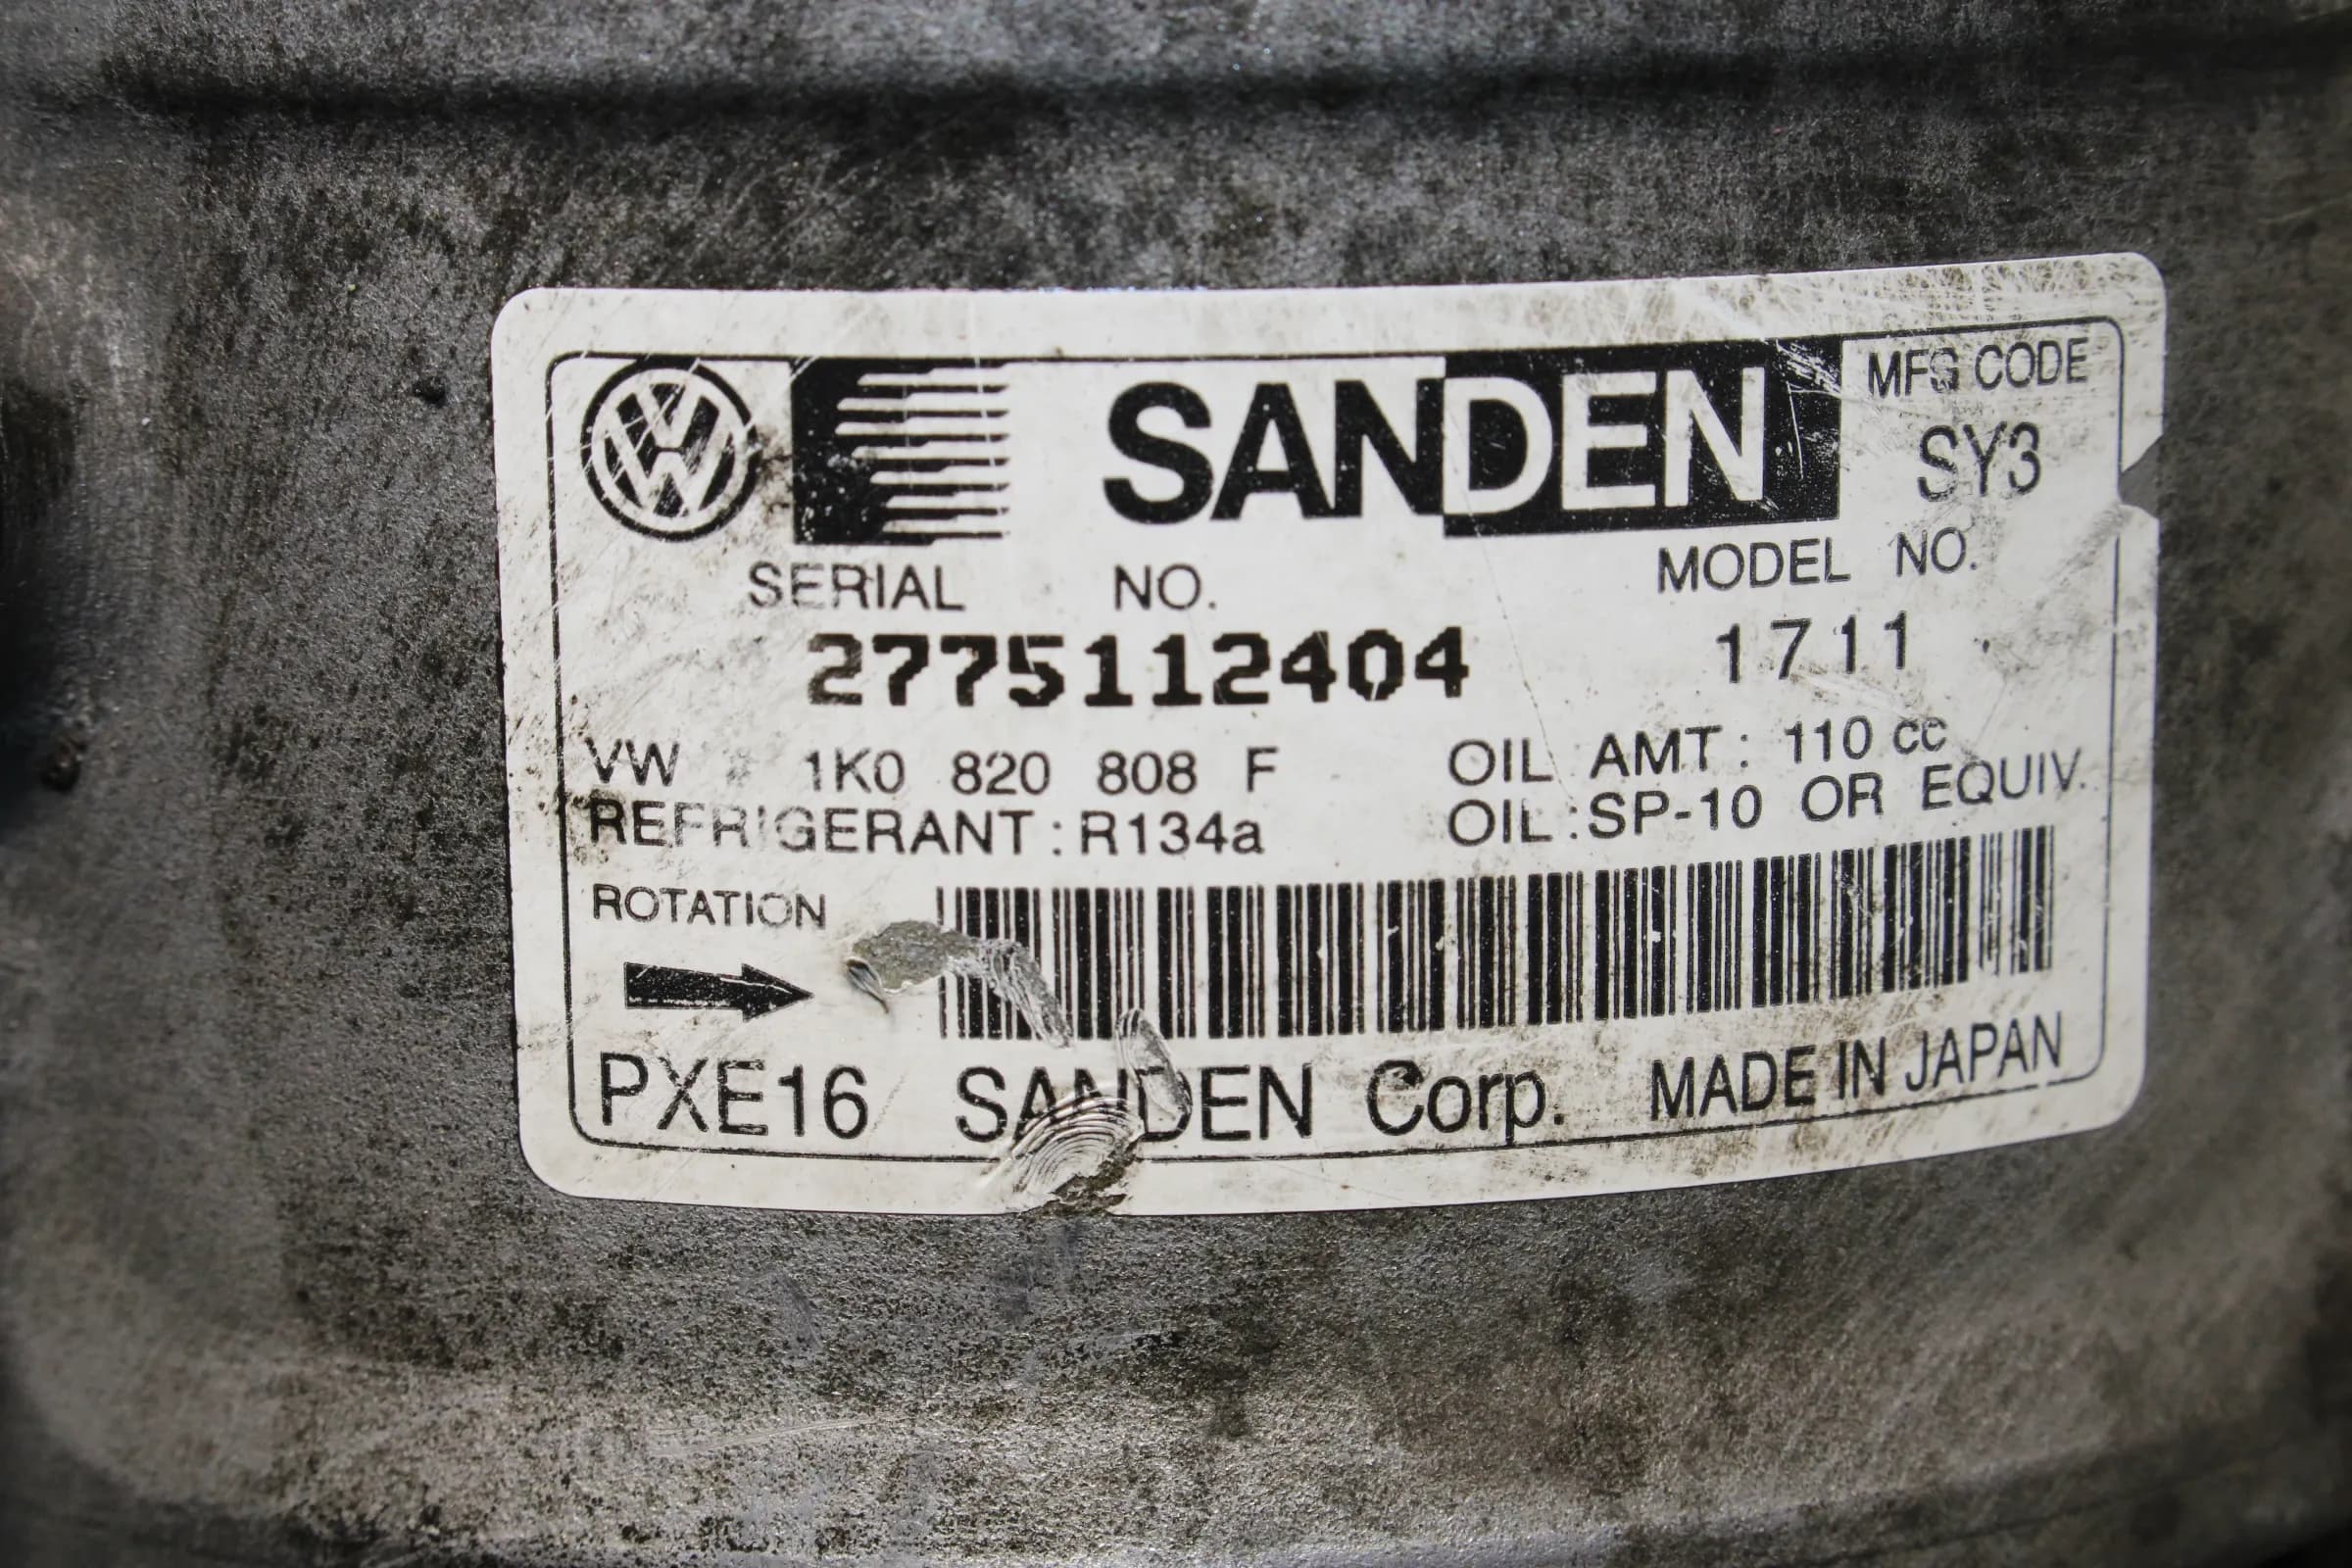 SANDEN MFG CODE
SY3
SERIAL NO. MODEL NO.
2775112404 1711
VW 1K0 820 808 F OIL AMT: 110 cc
REFRIGERANT: R134a OIL:SP-10 OR EQUIV.
ROTATION
PXE16 SANDEN Corp. MADE IN JAPAN